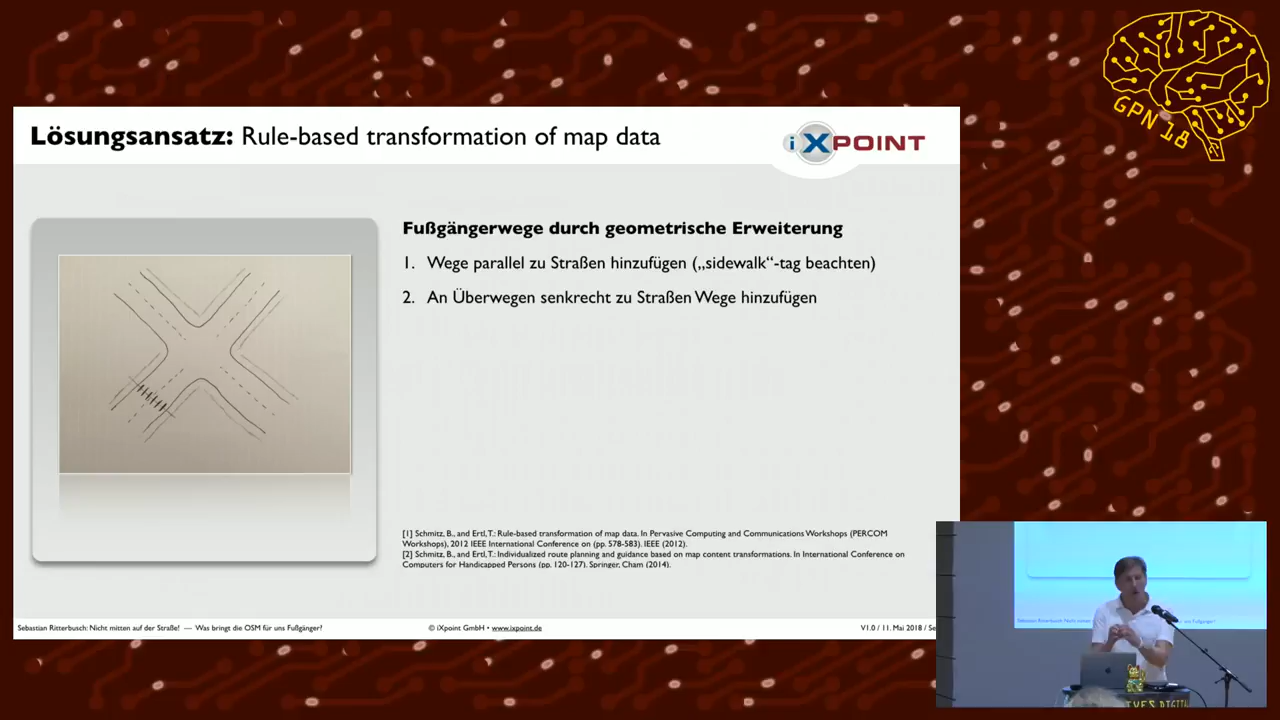 GPN 18
Lösungsansatz: Rule-based transformation of map data
iXPOINT
Fußgängerwege durch geometrische Erweiterung
1. Wege parallel zu Straßen hinzufügen („sidewalk“-tag beachten)
2. An Überwegen senkrecht zu Straßen Wege hinzufügen
[1] Schmitz, B., and Ertl, T.: Rule-based transformation of map data. In Pervasive Computing and Communications Workshops (PERCOM
Workshops), 2012 IEEE International Conference on (pp. 578-583). IEEE (2012).
[2] Schmitz, B., and Ertl, T.: Individualized route planning and guidance based on map content transformations. In International Conference on
Computers for Handicapped Persons (pp. 120-127). Springer, Cham (2014).
Sebastian Ritterbusch: Nicht mitten auf der Straße! — Was bringt die OSM für uns Fußgänger?
© iXpoint GmbH • www.ixpoint.de
V1.0 / 11. Mai 2018 / Se